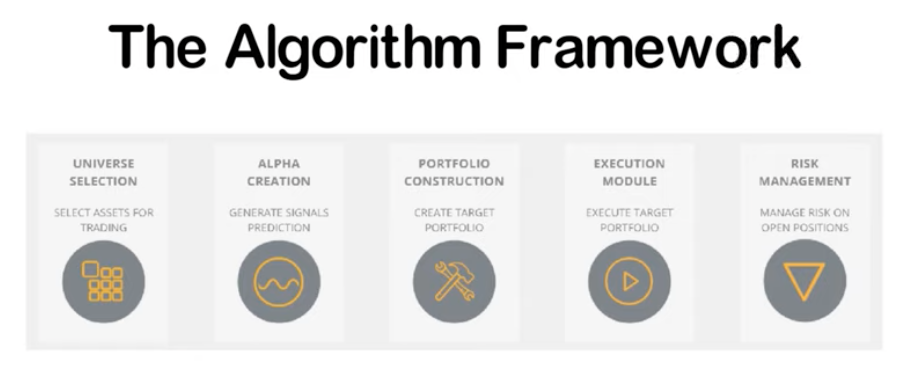 The Algorithm Framework
UNIVERSE
SELECTION
SELECT ASSETS FOR
TRADING
ALPHA
CREATION
GENERATE SIGNALS
PREDICTION
PORTFOLIO
CONSTRUCTION
CREATE TARGET
PORTFOLIO
EXECUTION
MODULE
EXECUTE TARGET
PORTFOLIO
RISK
MANAGEMENT
MANAGE RISK ON
OPEN POSITIONS